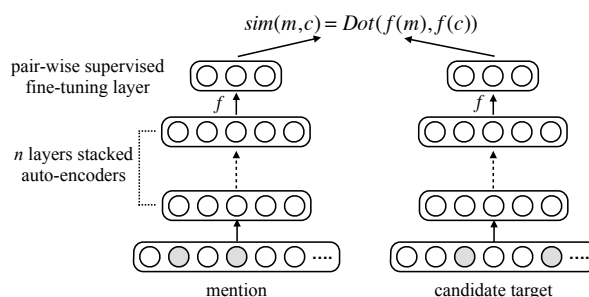 sim(m,c) = Dot(f(m), f(c))
pair-wise supervised
fine-tuning layer
f
f
n layers stacked
auto-encoders
....
....
mention
candidate target